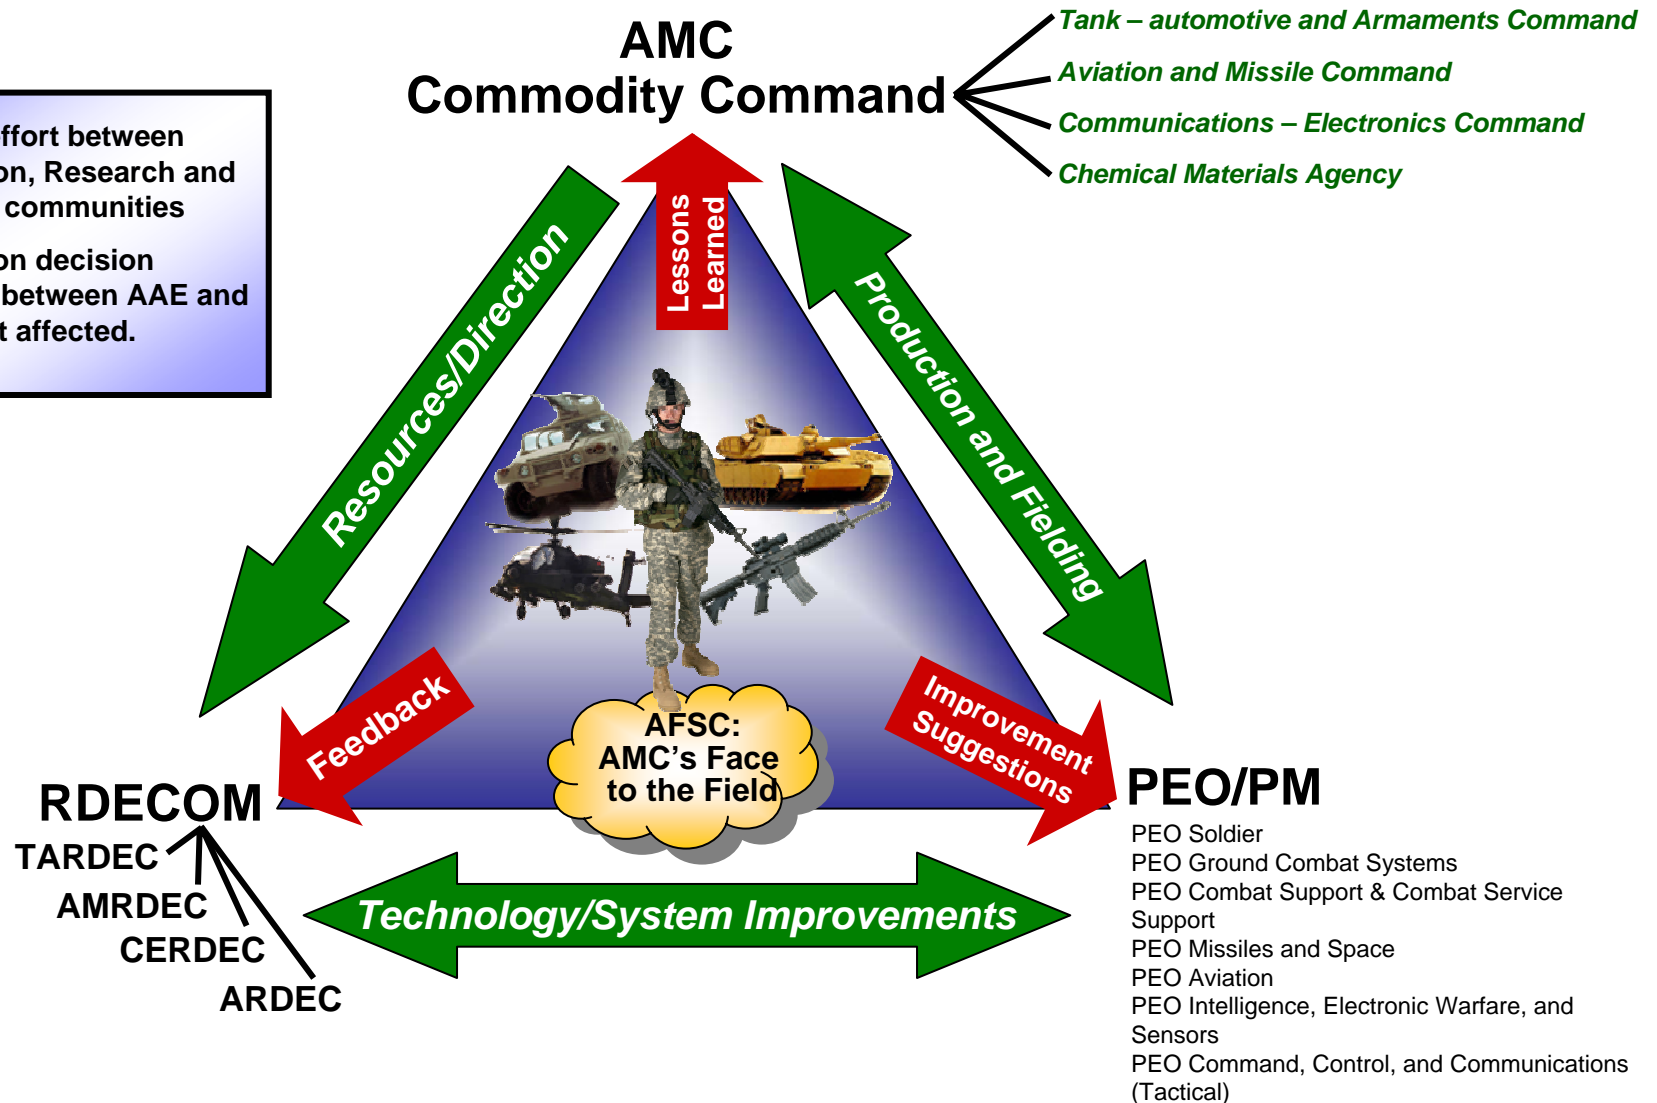 AMC
Commodity Command
Tank – automotive and Armaments Command
Aviation and Missile Command
Communications – Electronics Command
Chemical Materials Agency
between
Research and
communities
decision
between AAE and
affected.
Resources/Direction
Lessons
Learned
Production and Fielding
Feedback
AFSC:
AMC’s Face
to the Field
Improvement
Suggestions
RDECOM
TARDEC
AMRDEC
CERDEC
ARDEC
Technology/System Improvements
PEO/PM
PEO Soldier
PEO Ground Combat Systems
PEO Combat Support & Combat Service
Support
PEO Missiles and Space
PEO Aviation
PEO Intelligence, Electronic Warfare, and
Sensors
PEO Command, Control, and Communications
(Tactical)